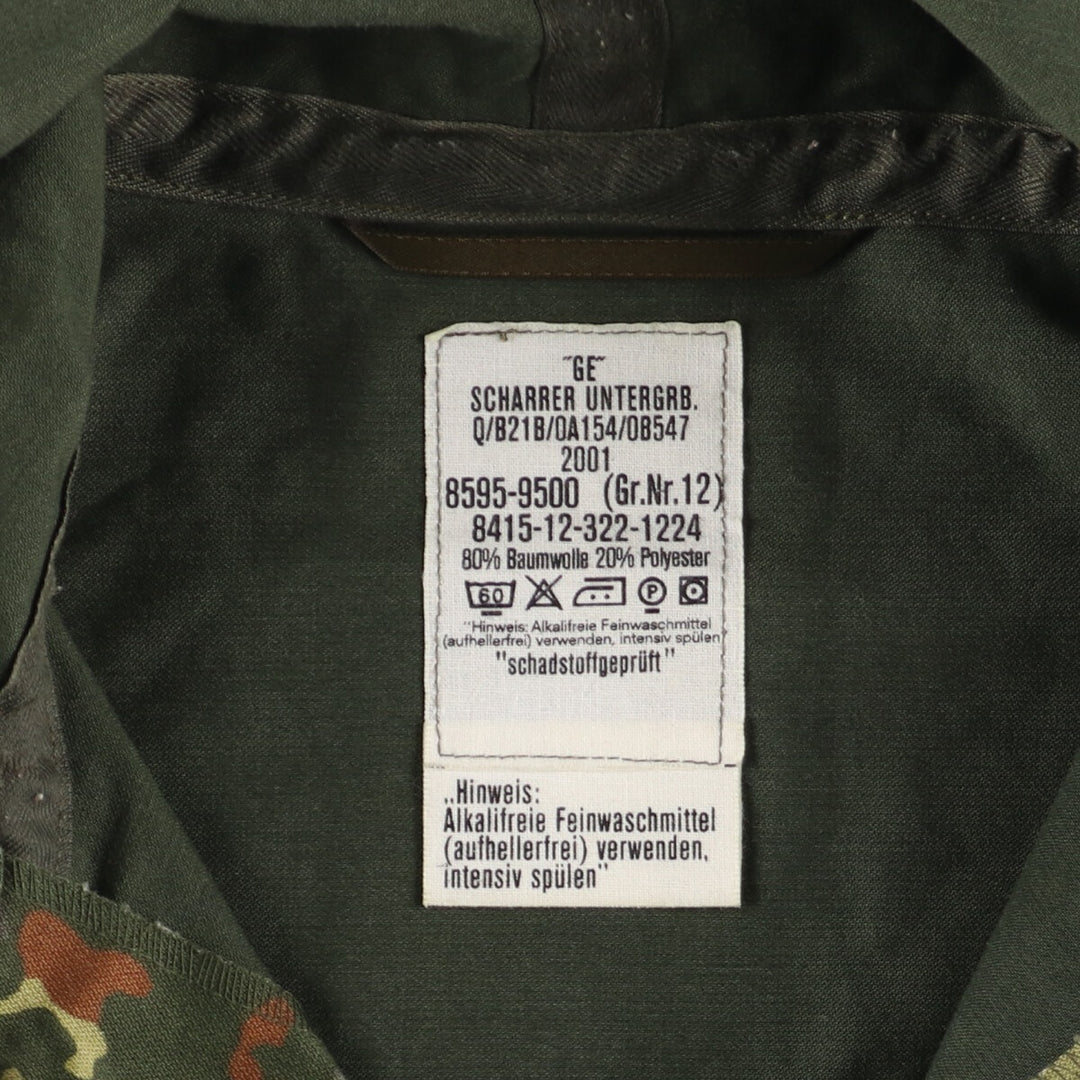 "GE"
SCHARRER UNTERGRB.
Q/B21B/0A154/0B547
2001
8595-9500 (Gr.Nr.12)
8415-12-322-1224
80% Baumwolle 20% Polyester
60 P
"Hinweis: Alkalifreie Feinwaschmittel
(aufhellerfrei) verwenden, intensiv spülen"
"schadstoffgeprüft"
„Hinweis:
Alkalifreie Feinwaschmittel
(aufhellerfrei) verwenden,
intensiv spülen"